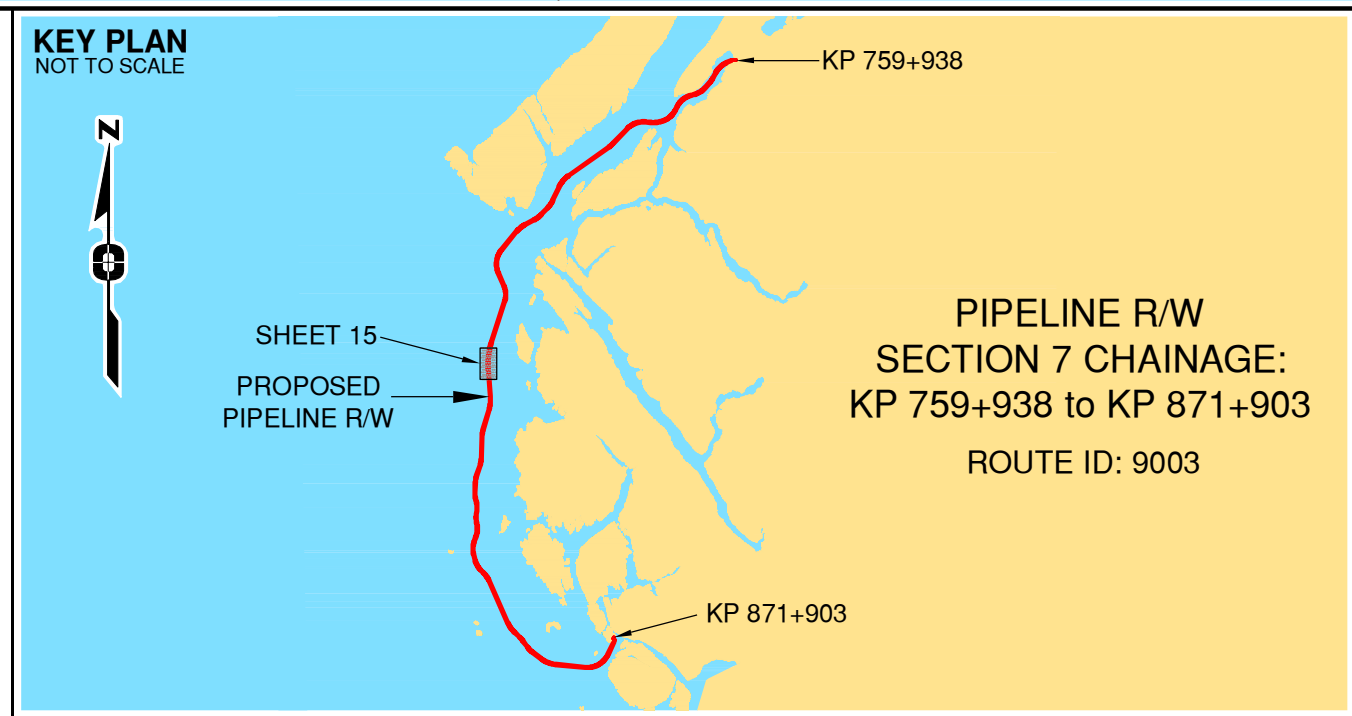 KEY PLAN
NOT TO SCALE
N
KP 759+938
SHEET 15
PROPOSED
PIPELINE R/W
PIPELINE R/W
SECTION 7 CHAINAGE:
KP 759+938 to KP 871+903
ROUTE ID: 9003
KP 871+903